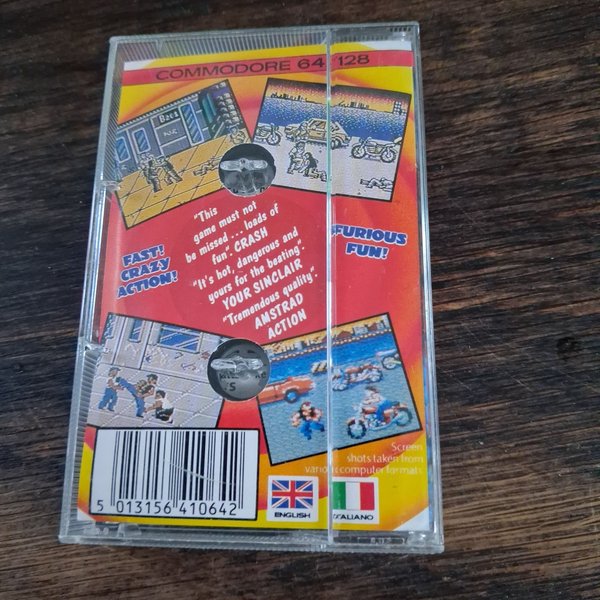 COMMODORE 64/128
"This
game must not
be missed ... loads of
fun". CRASH
"It's hot, dangerous and
yours for the beating".
YOUR SINCLAIR
"Tremendous quality".
AMSTRAD
ACTION
FAST!
CRAZY
ACTION!
FURIOUS
FUN!
Screen
shots taken from
various computer formats
5 013156 410642
ENGLISH
ITALIANO